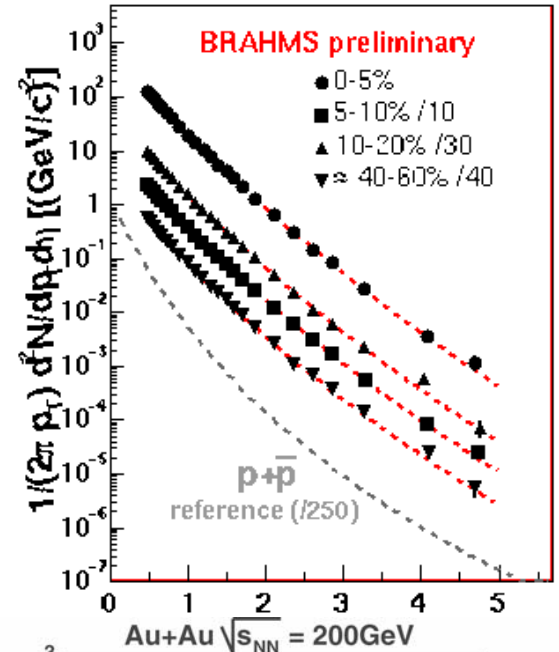 BRAHMS preliminary
0-5%
5-10% /10
10-20% /30
≈ 40-60% /40
1/(2π pT) d²N/dpTdη [(GeV/c)²]
10³
10²
10
1
10⁻¹
10⁻²
10⁻³
10⁻⁴
10⁻⁵
10⁻⁶
10⁻⁷
p+p̅
reference (/250)
0 1 2 3 4 5
Au+Au √sNN = 200GeV